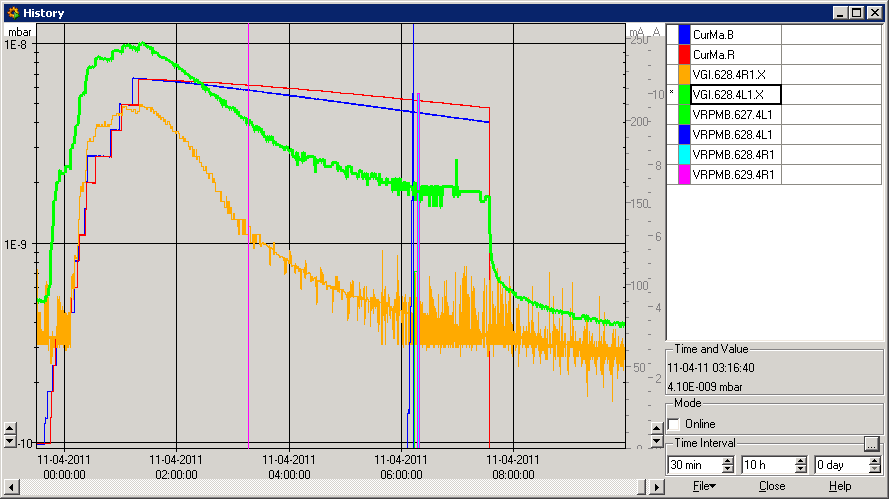 History
mbar
mA
A
1E-8
1E-9
-10
250
200
150
100
50
0
10
8
6
4
2
11-04-2011 11-04-2011 11-04-2011 11-04-2011 11-04-2011
00:00:00 02:00:00 04:00:00 06:00:00 08:00:00
CurMa.B
CurMa.R
VGI.628.4R1.X
* VGI.628.4L1.X
VRPMB.627.4L1
VRPMB.628.4L1
VRPMB.628.4R1
VRPMB.629.4R1
Time and Value
11-04-11 03:16:40
4.10E-009 mbar
Mode
Online
Time Interval
...
30 min 10 h 0 day
File Close Help